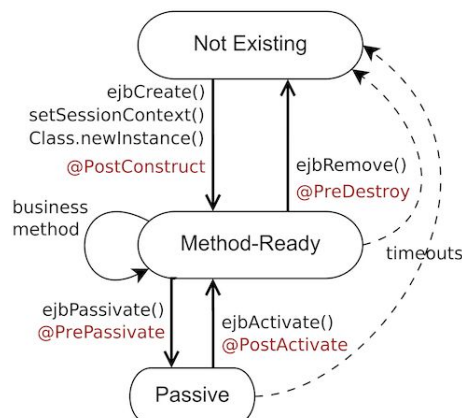 Not Existing
ejbCreate()
setSessionContext()
Class.newInstance()
@PostConstruct
ejbRemove()
@PreDestroy
business
method
Method-Ready
timeouts
ejbPassivate()
@PrePassivate
ejbActivate()
@PostActivate
Passive